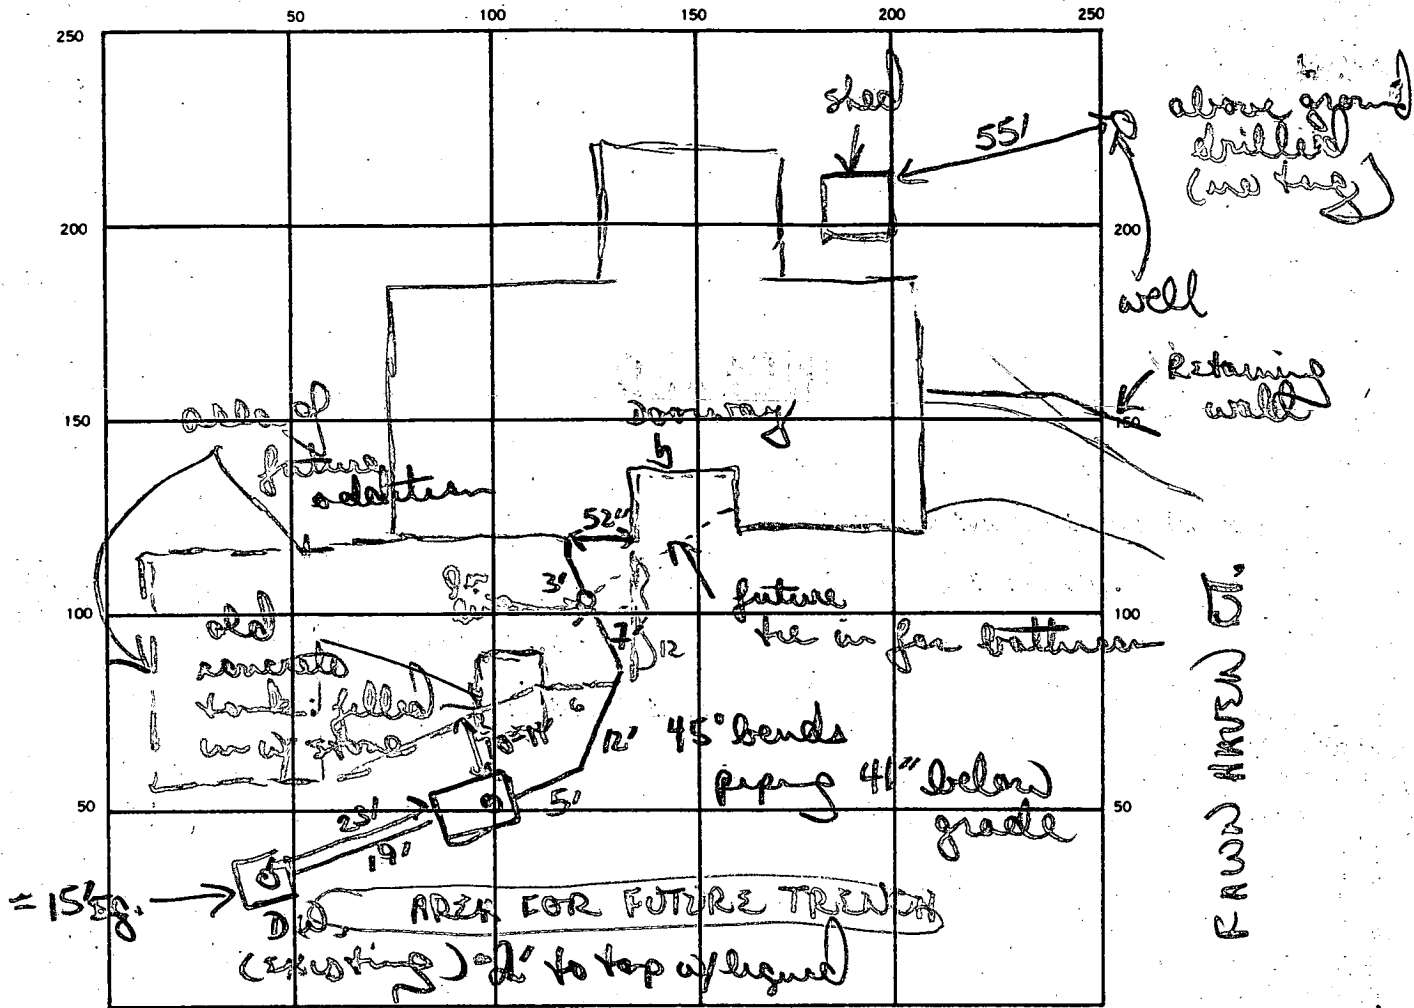 50 100 150 200 250
250
shed
55'
above ground
drilled
(no tag)
200 200
well
Retaining
wall
150 150
Doorway
area of
future
addition
52"
3'
7'
12
future
tie in for bathroom
100 100
old
concrete
tank filled
in w/ stone
6
12'
45° bends
piping 41" below
grade
50 50
5'
23'
19'
= 15' sq.
D.W.
AREA FOR FUTURE TRENCH
(existing) - 2' to top w/ liquid
HAVEN CT.